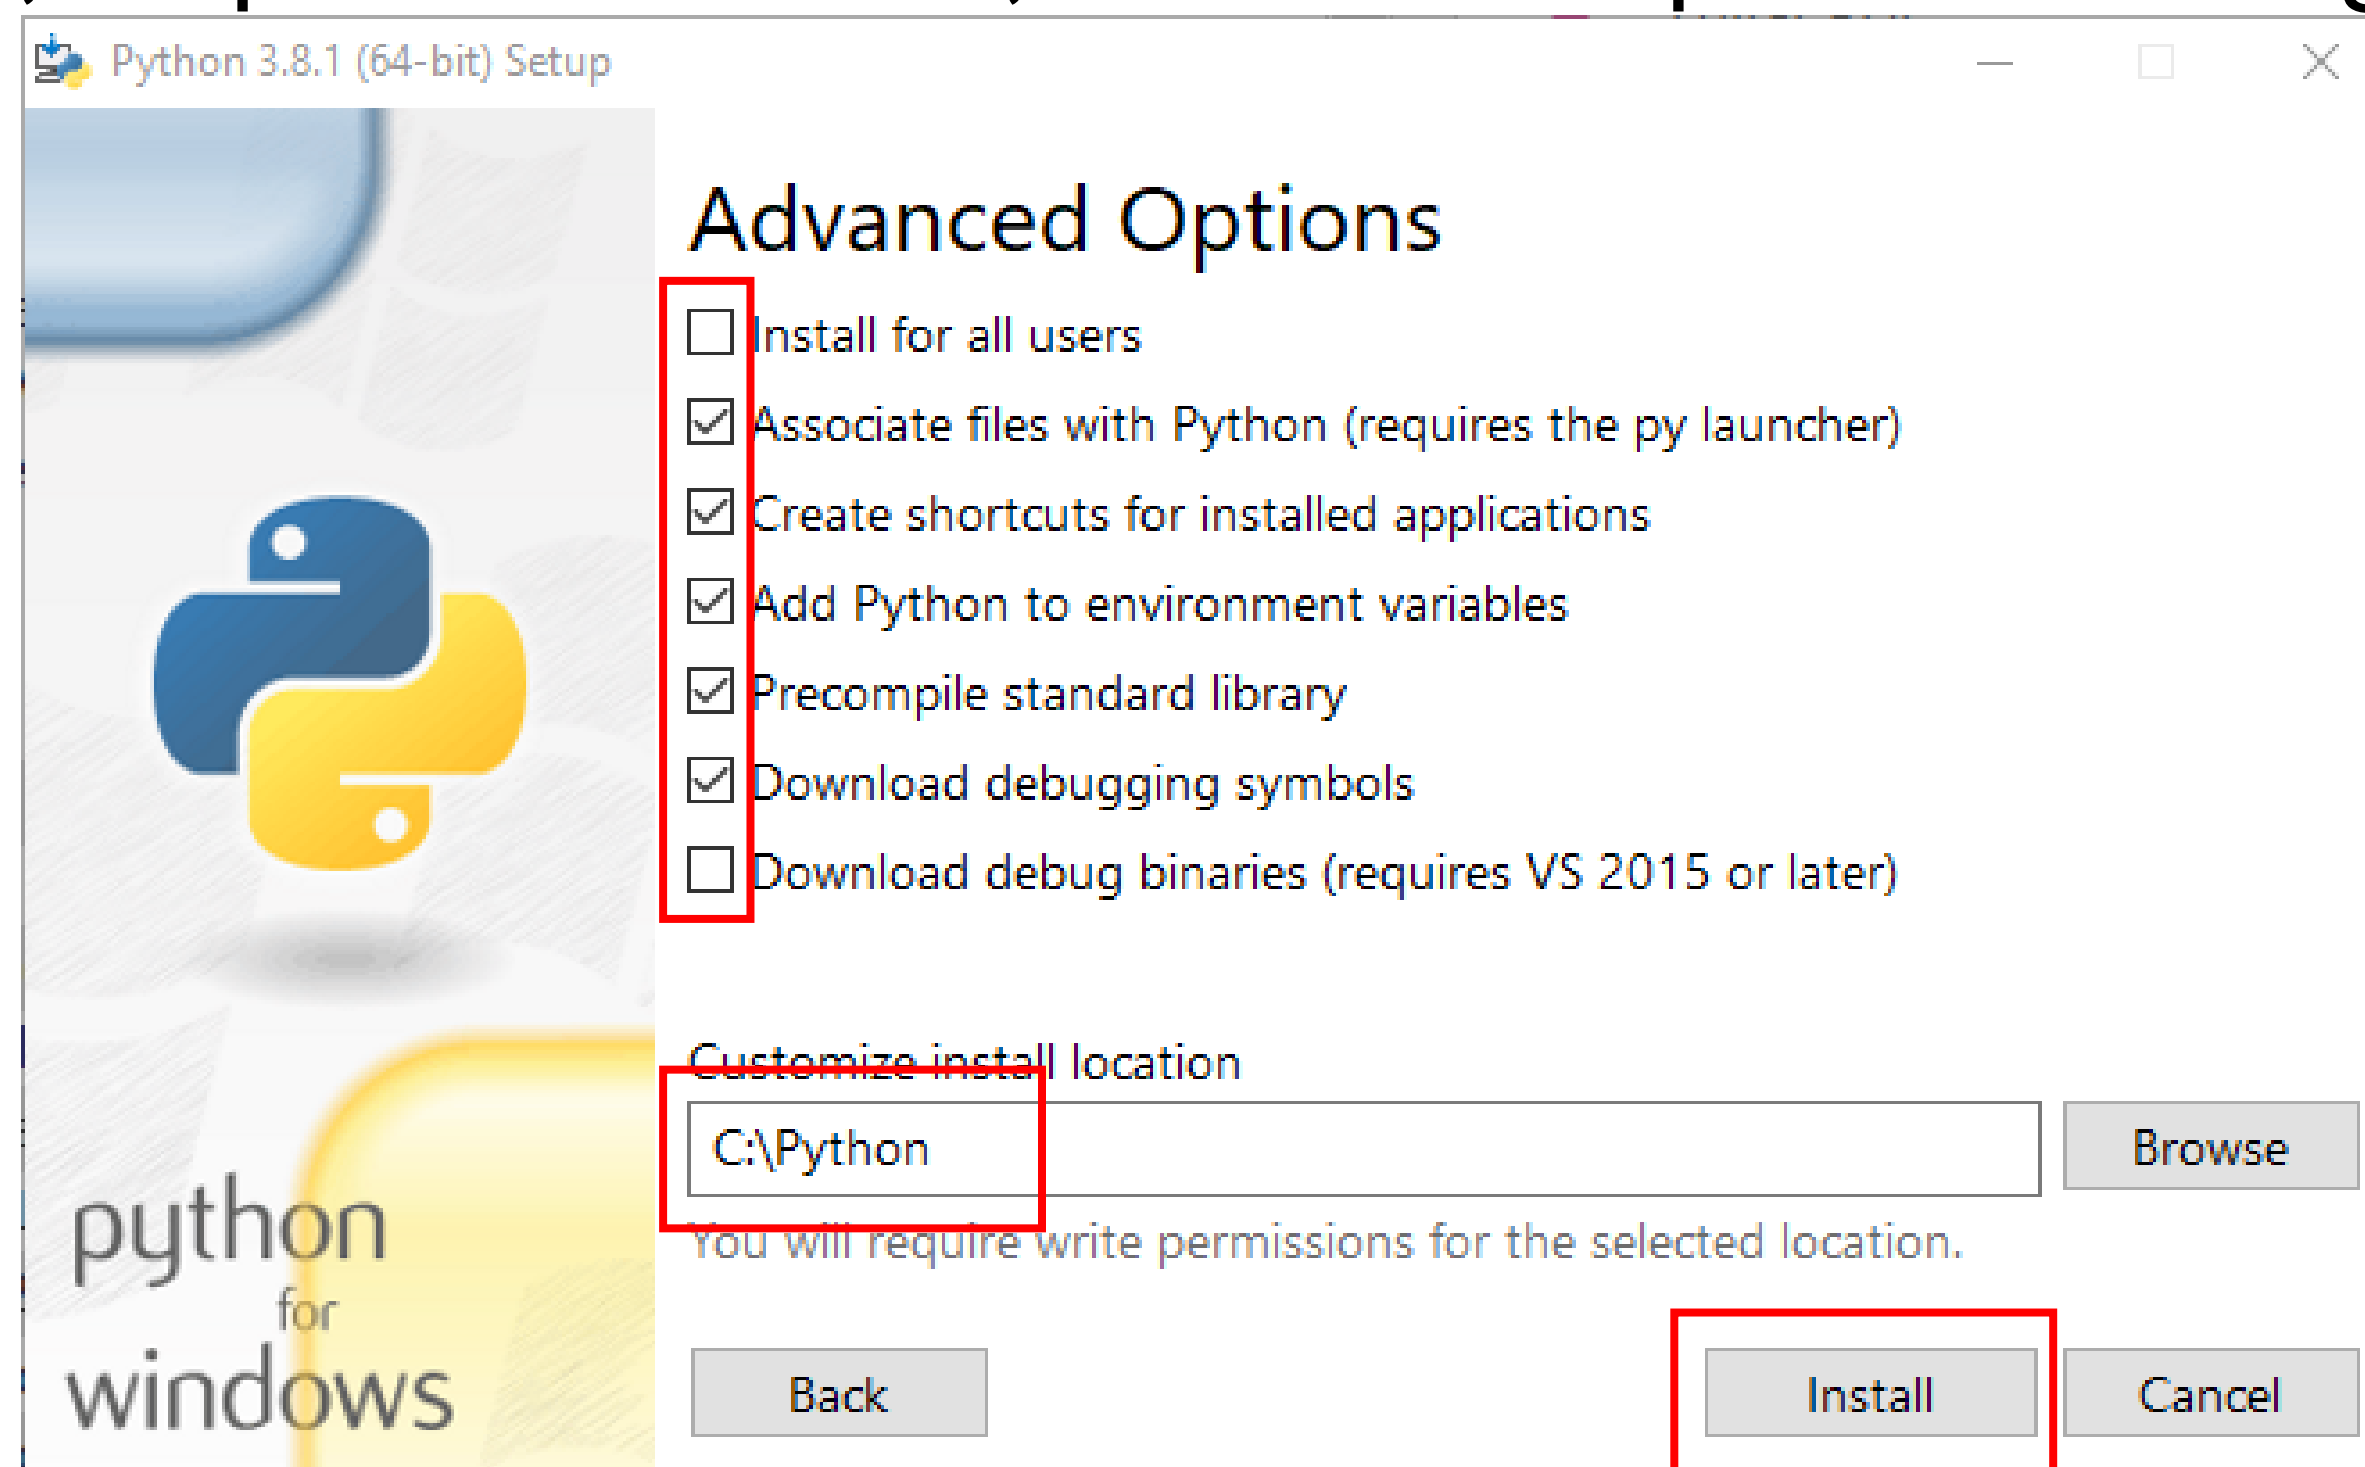 Python 3.8.1 (64-bit) Setup
Advanced Options
Install for all users
Associate files with Python (requires the py launcher)
Create shortcuts for installed applications
Add Python to environment variables
Precompile standard library
Download debugging symbols
Download debug binaries (requires VS 2015 or later)
Customize install location
C:\Python
Browse
You will require write permissions for the selected location.
python
for
windows
Back
Install
Cancel